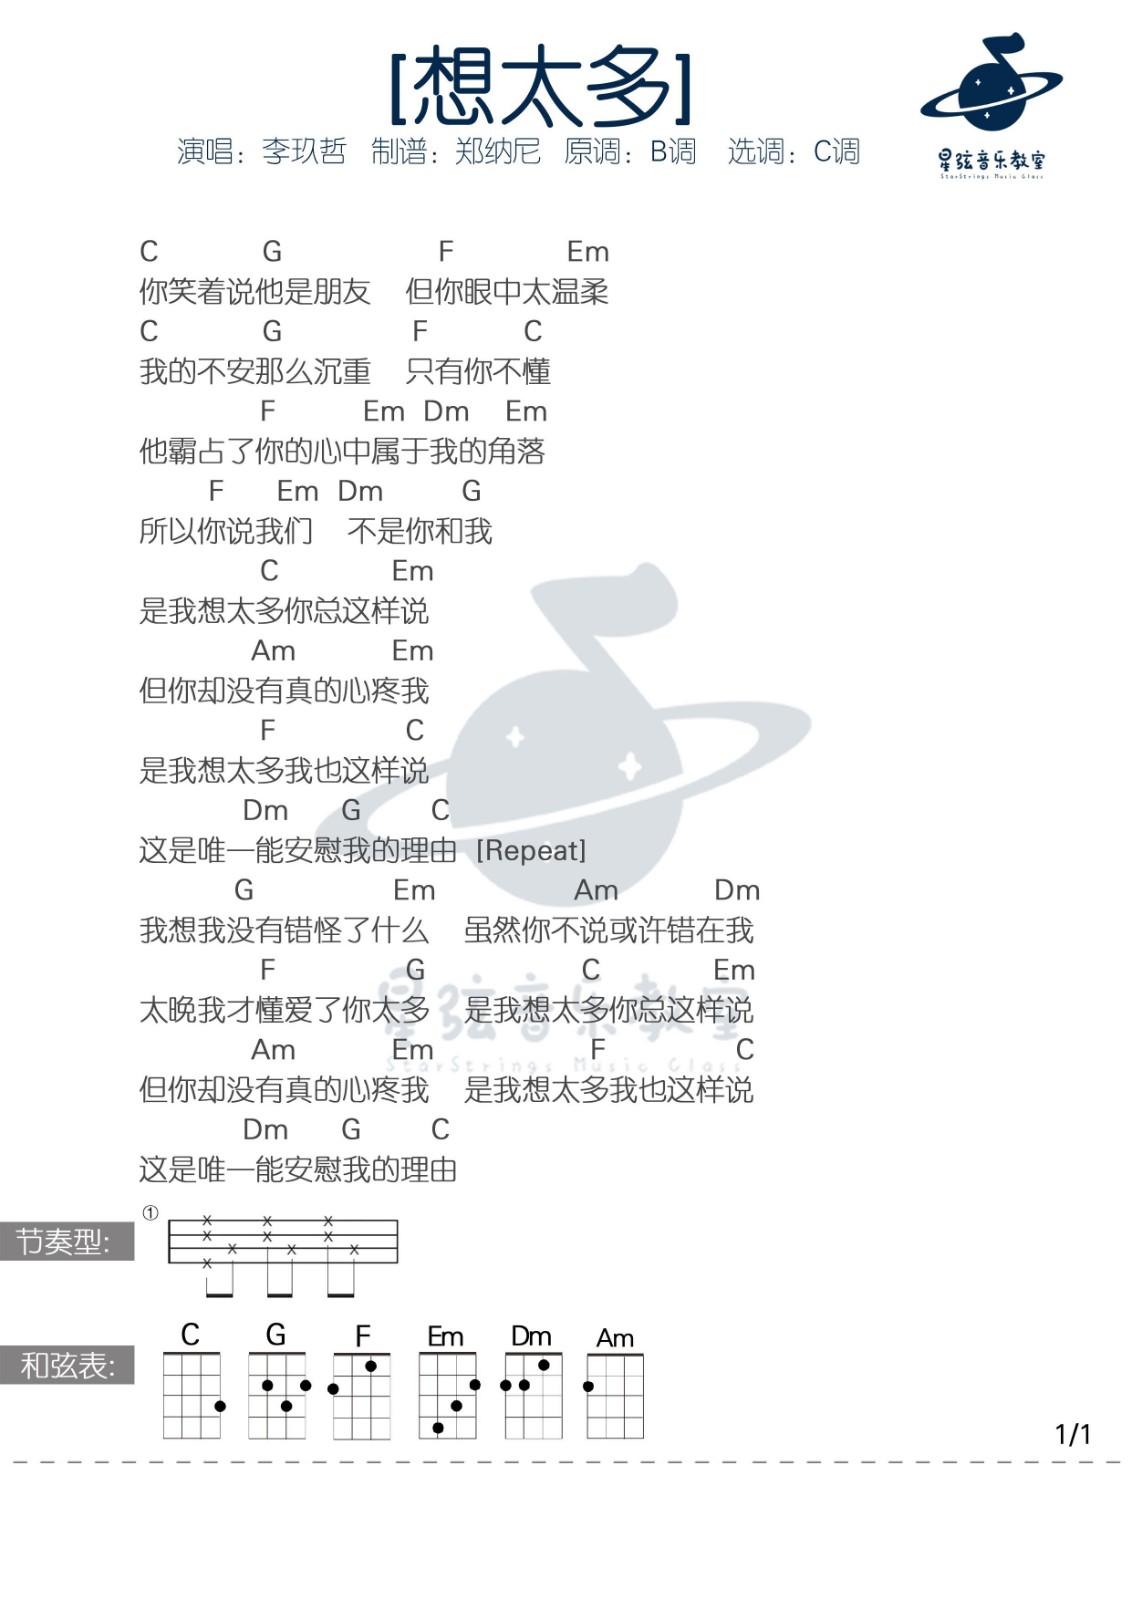 [想太多]
演唱：李玖哲 制谱：郑纳尼 原调：B调 选调：C调
星弦音乐教室
StarStrings Music Class
C G F Em
你笑着说他是朋友 但你眼中太温柔
C G F C
我的不安那么沉重 只有你不懂
F Em Dm Em
他霸占了你的心中属于我的角落
F Em Dm G
所以你说我们 不是你和我
C Em
是我想太多你总这样说
Am Em
但你却没有真的心疼我
F C
是我想太多我也这样说
Dm G C
这是唯一能安慰我的理由 [Repeat]
G Em Am Dm
我想我没有错怪了什么 虽然你不说或许错在我
F G C Em
太晚我才懂爱了你太多 是我想太多你总这样说
星弦音乐教室
StarStrings Music Class
Am Em F C
但你却没有真的心疼我 是我想太多我也这样说
Dm G C
这是唯一能安慰我的理由
节奏型:
①
X X X
X X X
X X X
X
和弦表:
C G F Em Dm Am
1/1